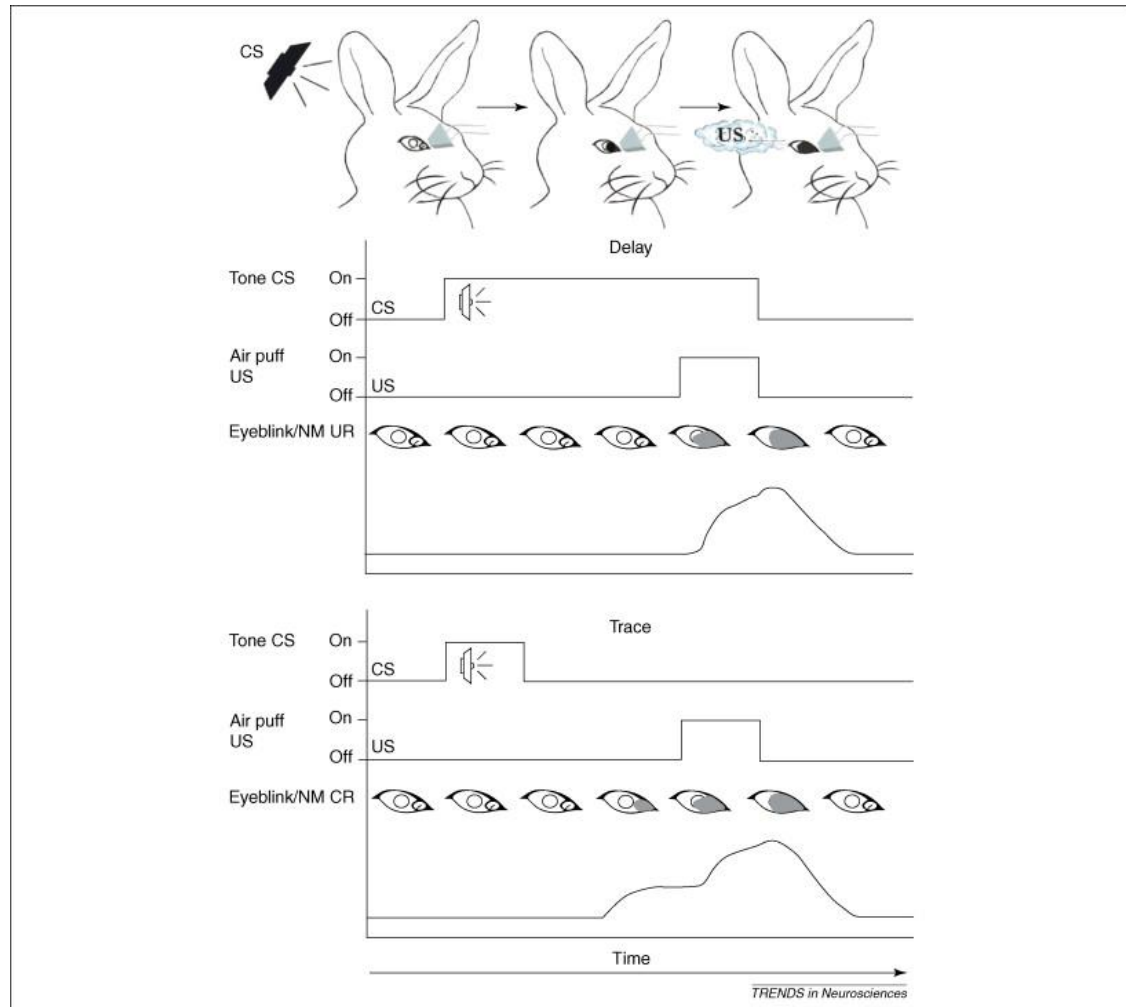 CS
US
Delay
Tone CS On
CS
Off
Air puff On
US
US
Off
Eyeblink/NM UR
Trace
Tone CS On
CS
Off
Air puff On
US
US
Off
Eyeblink/NM CR
Time
TRENDS in Neurosciences